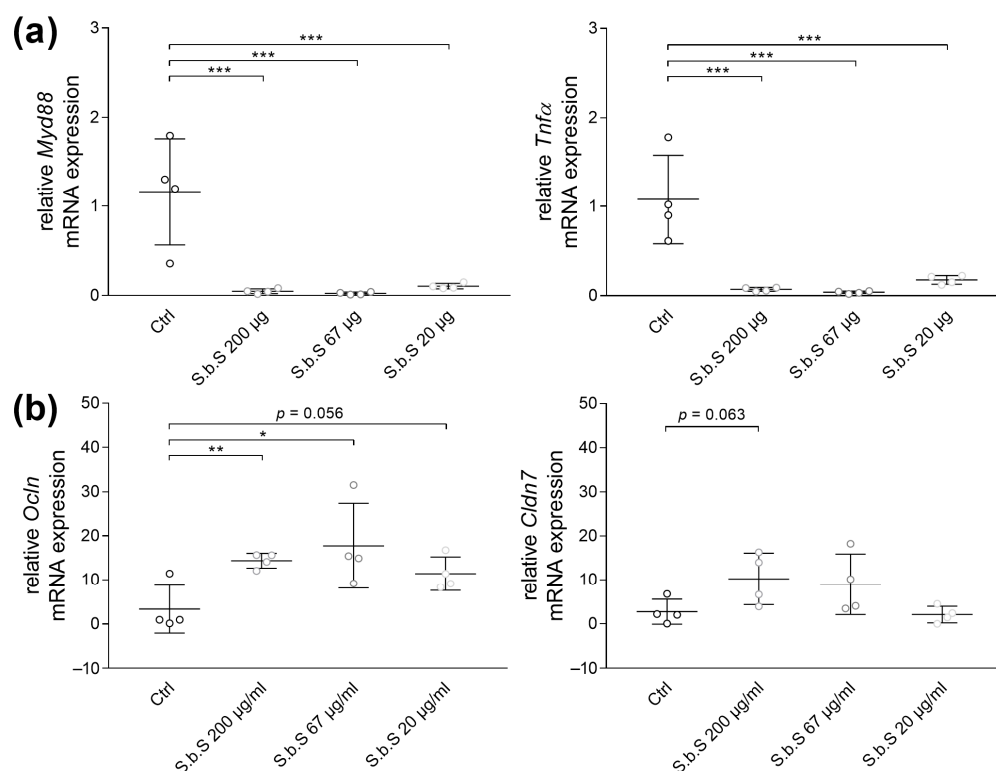 (a)
relative Myd88
mRNA expression
3
2
1
0
***
***
***
Ctrl
S.b.S 200 µg
S.b.S 67 µg
S.b.S 20 µg
relative Tnfα
mRNA expression
3
2
1
0
***
***
***
Ctrl
S.b.S 200 µg
S.b.S 67 µg
S.b.S 20 µg
(b)
relative Ocln
mRNA expression
50
40
30
20
10
0
–10
p = 0.056
*
**
Ctrl
S.b.S 200 µg/ml
S.b.S 67 µg/ml
S.b.S 20 µg/ml
relative Cldn7
mRNA expression
50
40
30
20
10
0
–10
p = 0.063
Ctrl
S.b.S 200 µg/ml
S.b.S 67 µg/ml
S.b.S 20 µg/ml